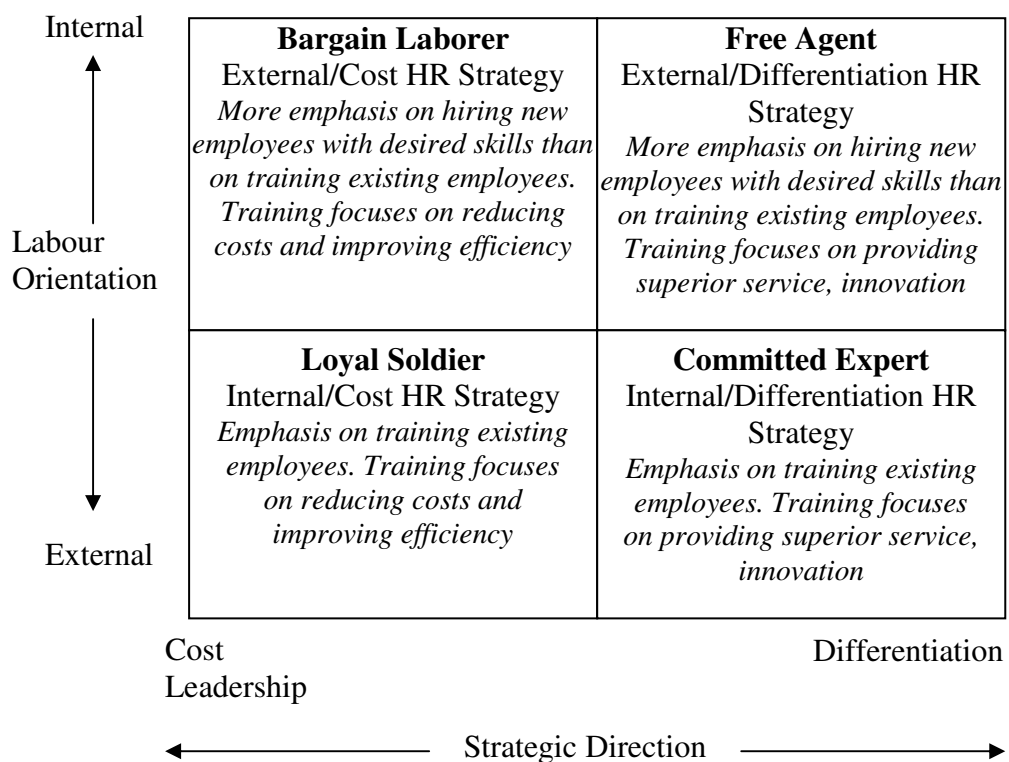 Internal
Labour
Orientation
External
Bargain Laborer
External/Cost HR Strategy
More emphasis on hiring new
employees with desired skills than
on training existing employees.
Training focuses on reducing
costs and improving efficiency
Free Agent
External/Differentiation HR
Strategy
More emphasis on hiring new
employees with desired skills than
on training existing employees.
Training focuses on providing
superior service, innovation
Loyal Soldier
Internal/Cost HR Strategy
Emphasis on training existing
employees. Training focuses
on reducing costs and
improving efficiency
Committed Expert
Internal/Differentiation HR
Strategy
Emphasis on training existing
employees. Training focuses
on providing superior service,
innovation
Cost
Leadership
Differentiation
Strategic Direction